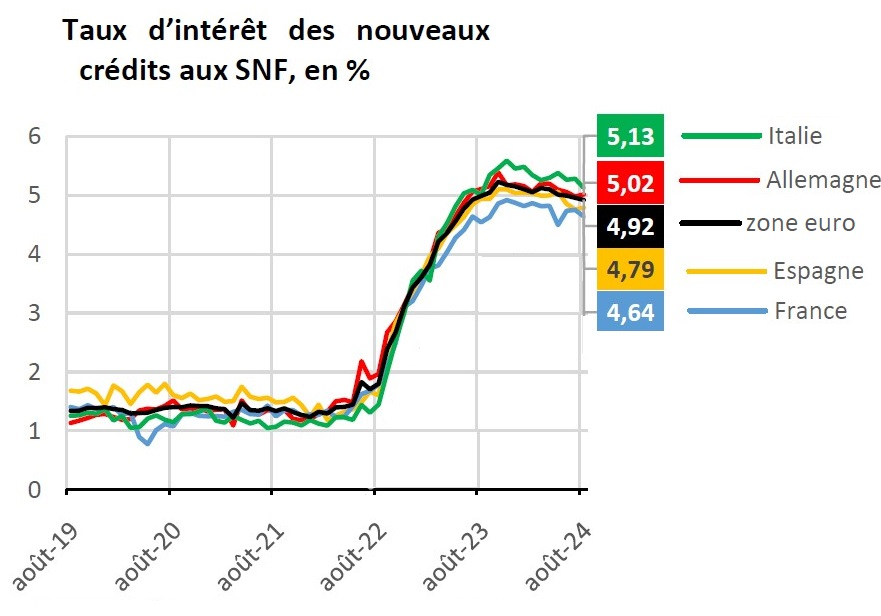 Taux d’intérêt des nouveaux
crédits aux SNF, en %
6
5
4
3
2
1
0
5,13 Italie
5,02 Allemagne
4,92 zone euro
4,79 Espagne
4,64 France
août-19 août-20 août-21 août-22 août-23 août-24